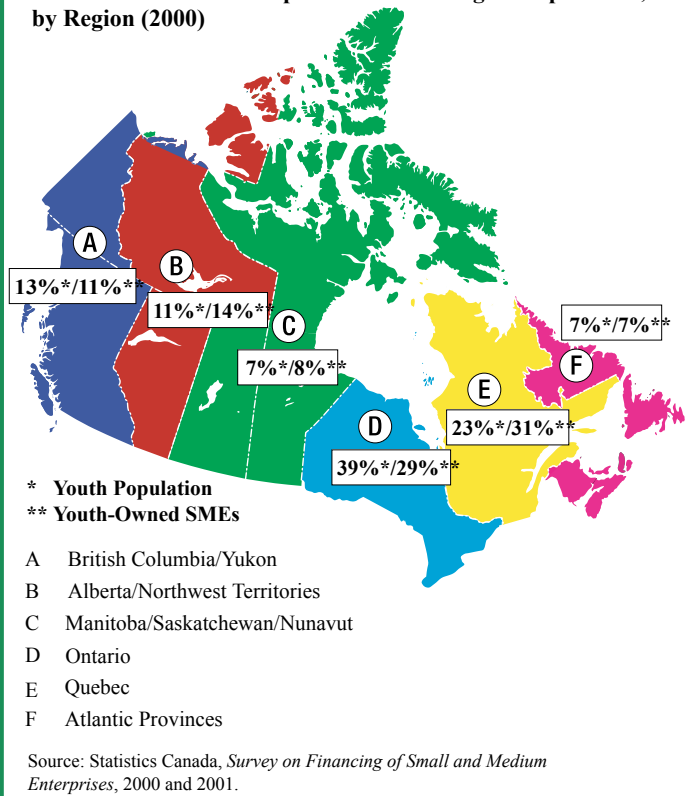 by Region (2000)
A
13%*/11%**
B
11%*/14%**
C
7%*/8%**
7%*/7%**
F
E
23%*/31%**
D
39%*/29%**
* Youth Population
** Youth-Owned SMEs
A British Columbia/Yukon
B Alberta/Northwest Territories
C Manitoba/Saskatchewan/Nunavut
D Ontario
E Quebec
F Atlantic Provinces
Source: Statistics Canada, Survey on Financing of Small and Medium
Enterprises, 2000 and 2001.